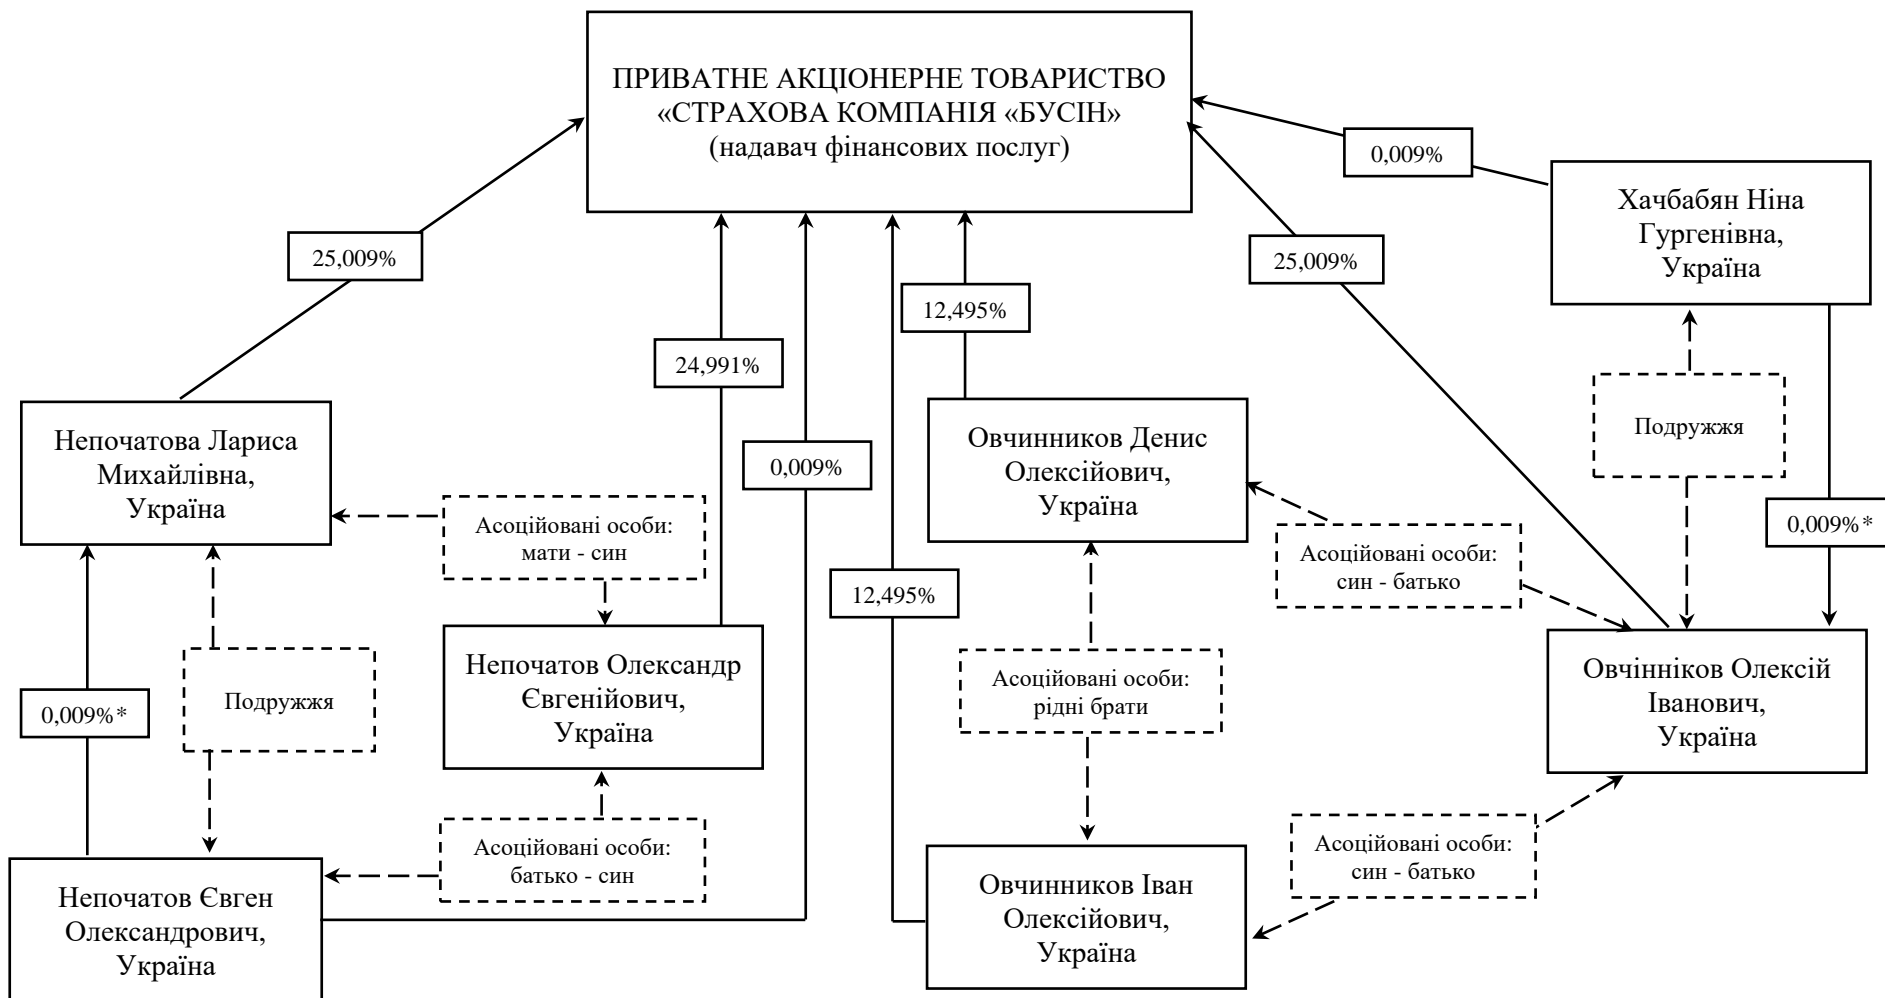 ПРИВАТНЕ АКЦІОНЕРНЕ ТОВАРИСТВО
«СТРАХОВА КОМПАНІЯ «БУСІН»
(надавач фінансових послуг)
0,009%
Хачбабян Ніна
Гургенівна,
Україна
25,009%
25,009%
12,495%
24,991%
Непочатова Лариса
Михайлівна,
Україна
0,009%
Овчинников Денис
Олексійович,
Україна
Подружжя
0,009%*
Асоційовані особи:
мати - син
Асоційовані особи:
син - батько
12,495%
Непочатов Олександр
Євгенійович,
Україна
Асоційовані особи:
рідні брати
Овчінніков Олексій
Іванович,
Україна
0,009%*
Подружжя
Асоційовані особи:
батько - син
Асоційовані особи:
син - батько
Непочатов Євген
Олександрович,
Україна
Овчинников Іван
Олексійович,
Україна